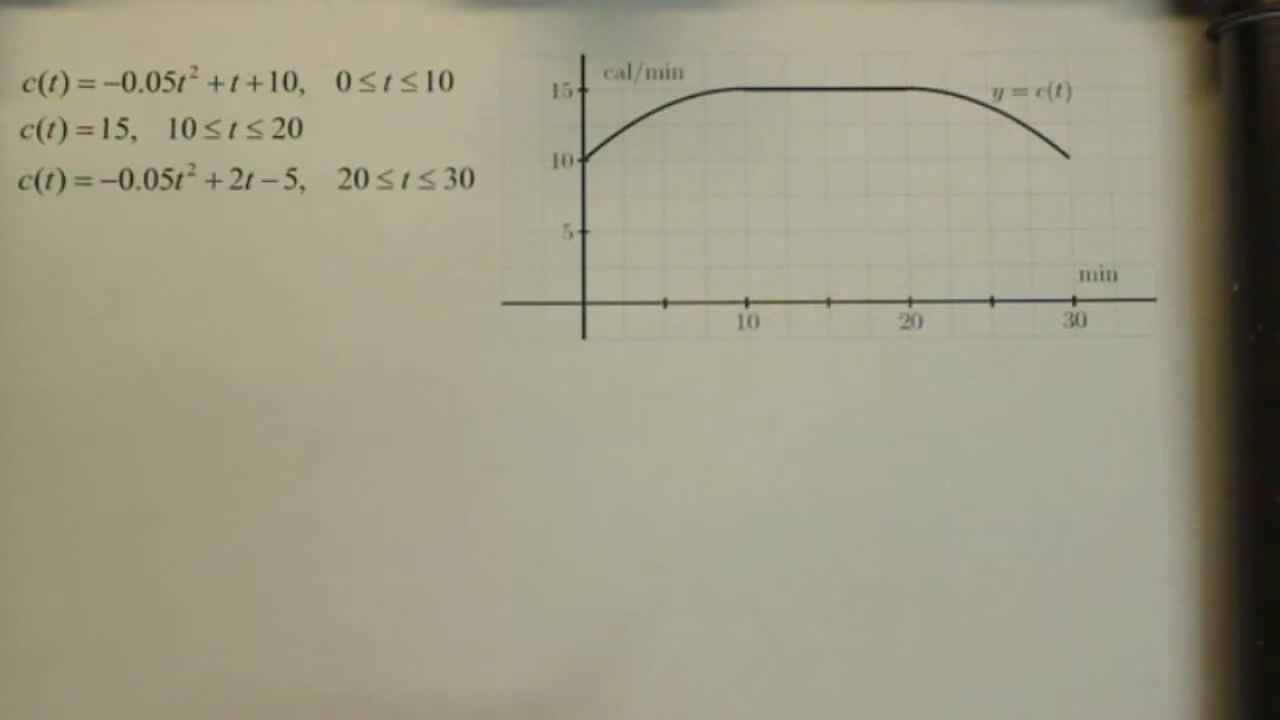 c(t) = −0.05t² + t + 10, 0 ≤ t ≤ 10
c(t) = 15, 10 ≤ t ≤ 20
c(t) = −0.05t² + 2t − 5, 20 ≤ t ≤ 30
cal/min
15
y = c(t)
10
5
min
10 20 30